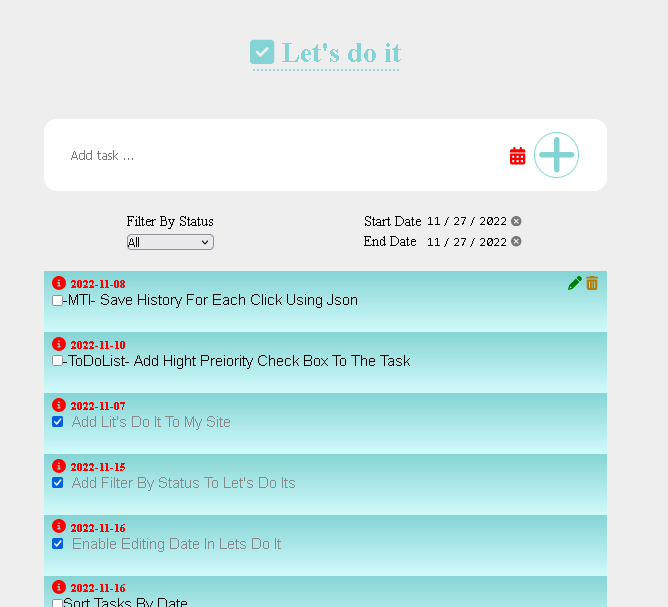 Let's do it
Add task ...
Filter By Status
All
Start Date 11 / 27 / 2022
End Date 11 / 27 / 2022
2022-11-08
-MTI- Save History For Each Click Using Json
2022-11-10
-ToDoList- Add Hight Preiority Check Box To The Task
2022-11-07
Add Lit's Do It To My Site
2022-11-15
Add Filter By Status To Let's Do Its
2022-11-16
Enable Editing Date In Lets Do It
2022-11-16
Sort Tasks By Date